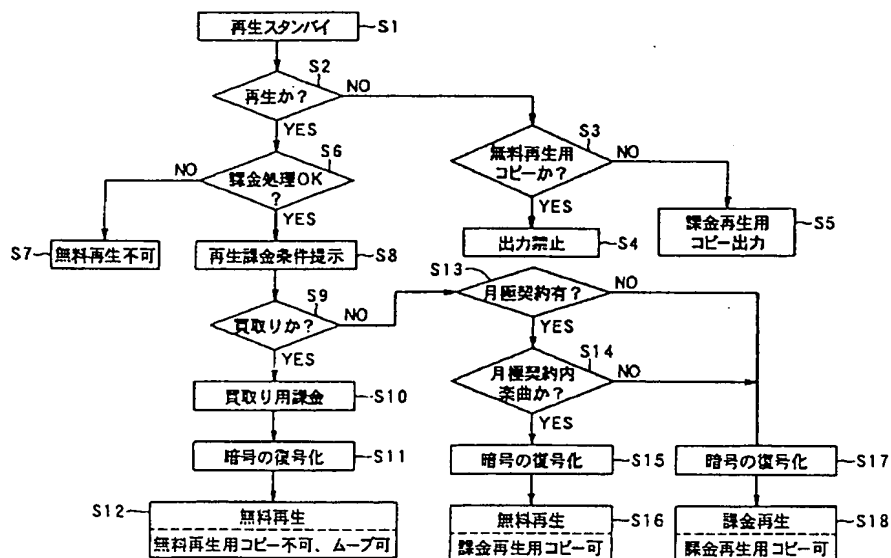 再生スタンバイ
S1
S2
再生か?
NO
YES
S3
無料再生用
コピーか?
NO
YES
S6
課金処理OK
?
NO
YES
S4
出力禁止
S5
課金再生用
コピー出力
S7
無料再生不可
再生課金条件提示
S8
S9
買取りか?
NO
YES
S13
月極契約有?
NO
YES
S14
月極契約内
楽曲か?
NO
YES
買取り用課金
S10
暗号の復号化
S11
暗号の復号化
S15
暗号の復号化
S17
S12
無料再生
無料再生用コピー不可、ムーブ可
無料再生
課金再生用コピー可
S16
課金再生
課金再生用コピー可
S18